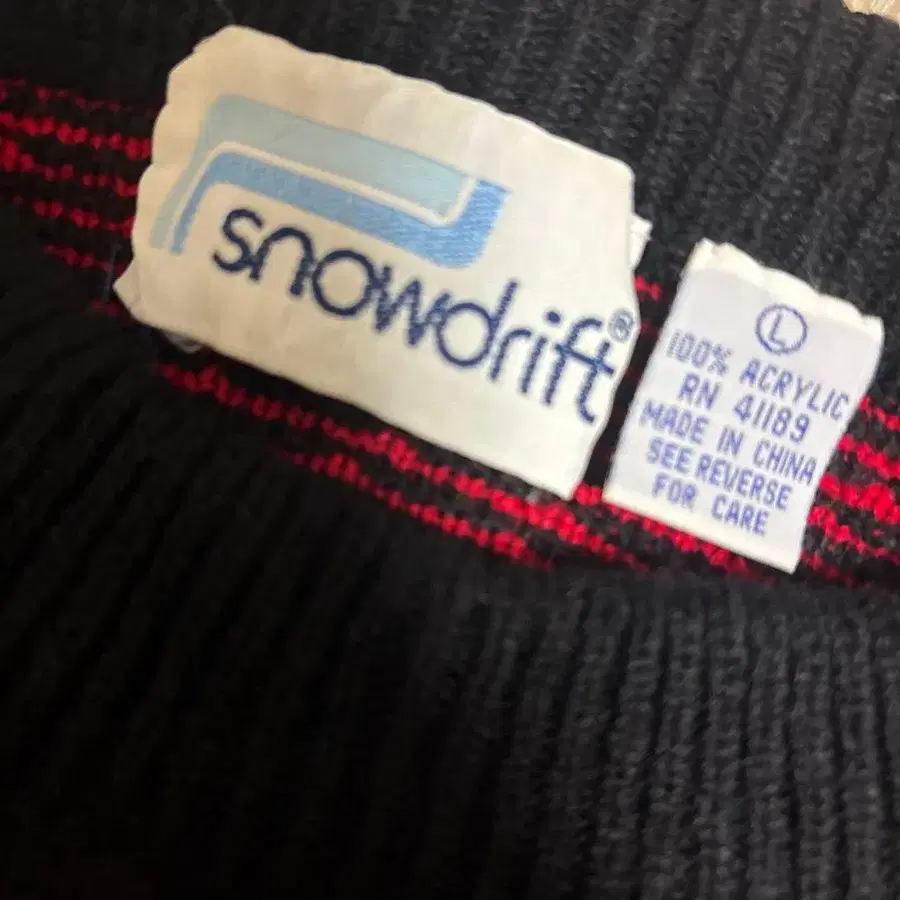 snowdrift®
L
100% ACRYLIC
RN 41189
MADE IN CHINA
SEE REVERSE
FOR CARE